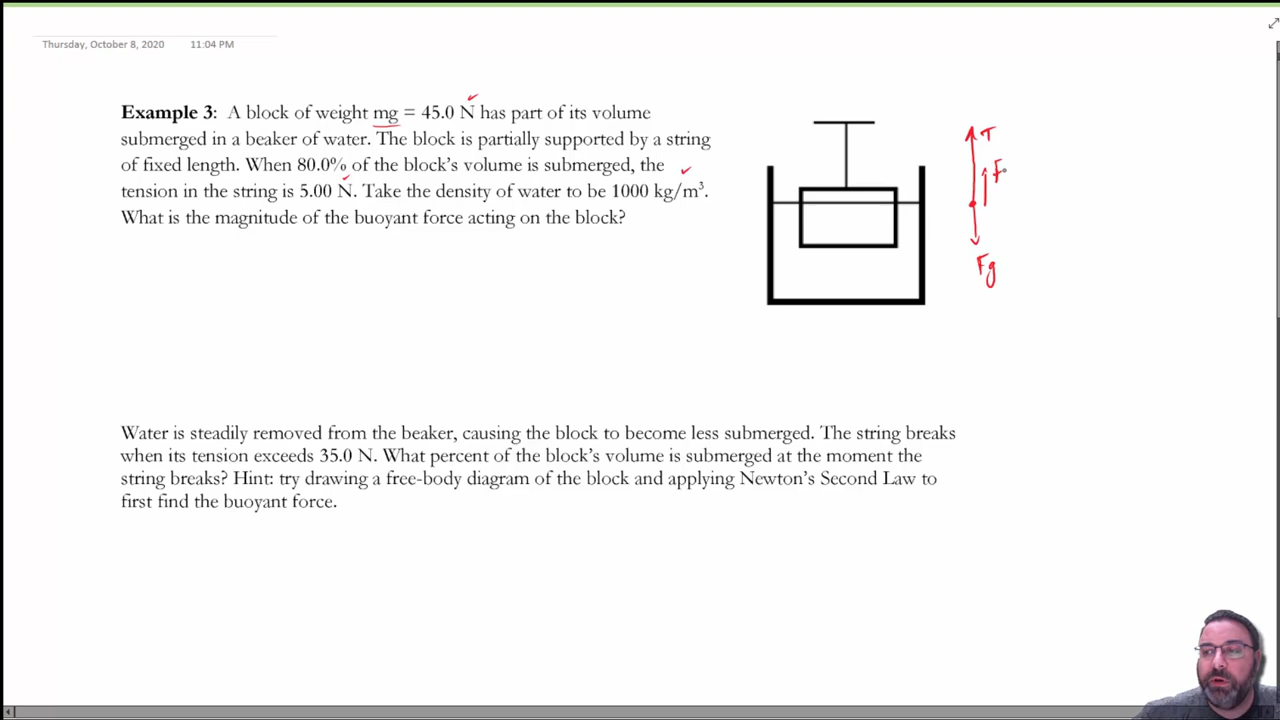 Thursday, October 8, 2020 11:04 PM
Example 3: A block of weight mg = 45.0 N has part of its volume
submerged in a beaker of water. The block is partially supported by a string
of fixed length. When 80.0% of the block's volume is submerged, the
tension in the string is 5.00 N. Take the density of water to be 1000 kg/m³.
What is the magnitude of the buoyant force acting on the block?
T
F
Fg
Water is steadily removed from the beaker, causing the block to become less submerged. The string breaks
when its tension exceeds 35.0 N. What percent of the block's volume is submerged at the moment the
string breaks? Hint: try drawing a free-body diagram of the block and applying Newton's Second Law to
first find the buoyant force.